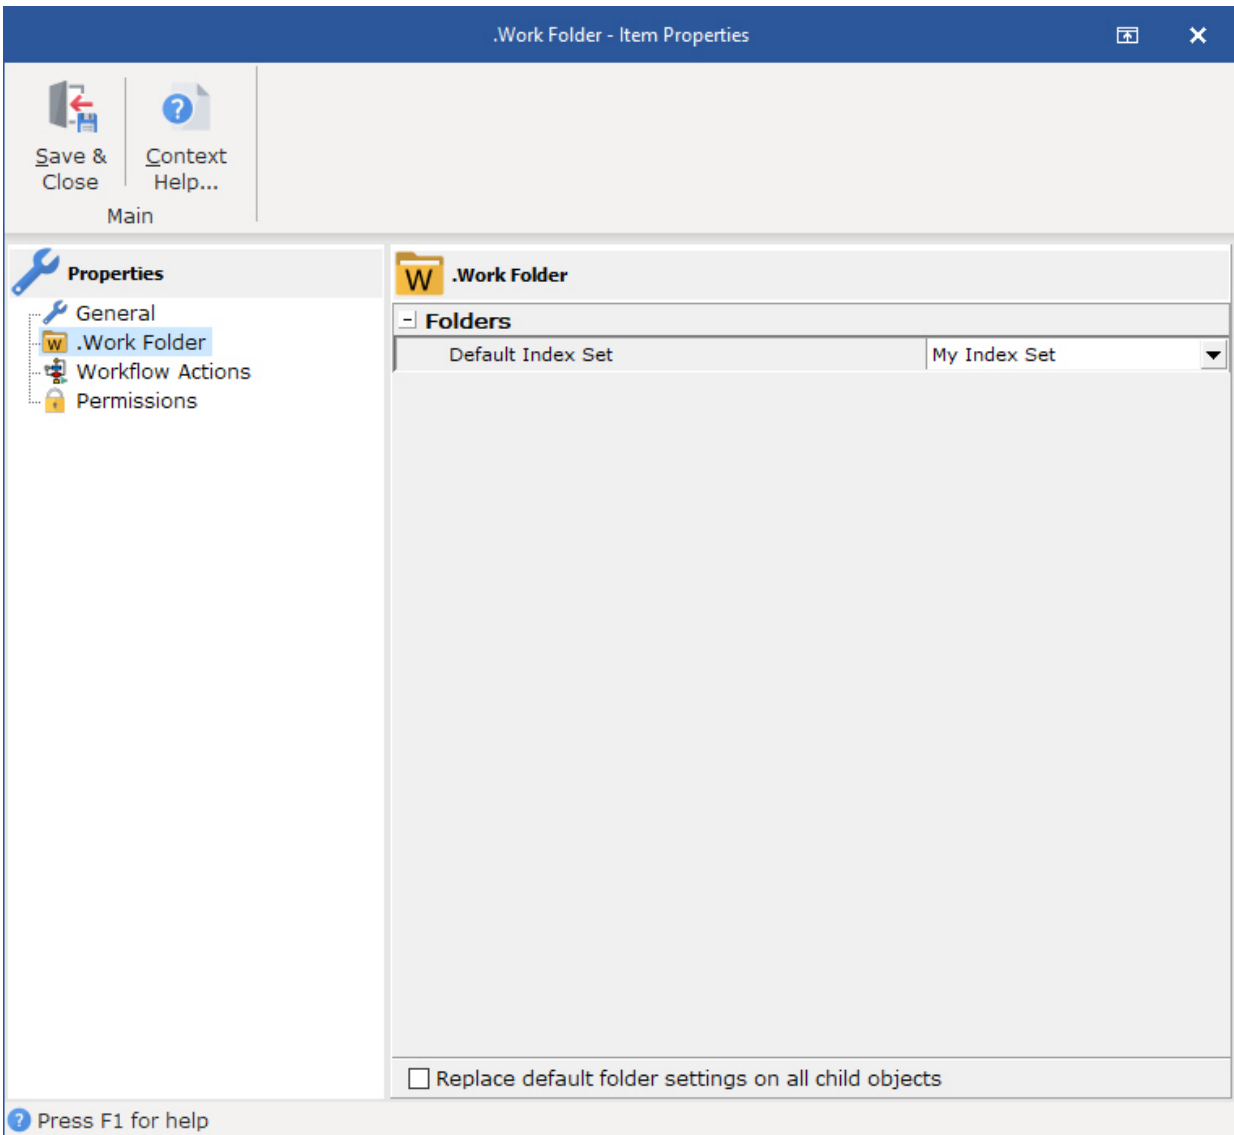 .Work Folder - Item Properties
Save &
Close
Context
Help...
Main
Properties
General
W .Work Folder
Workflow Actions
Permissions
W .Work Folder
Folders
Default Index Set My Index Set
Replace default folder settings on all child objects
? Press F1 for help